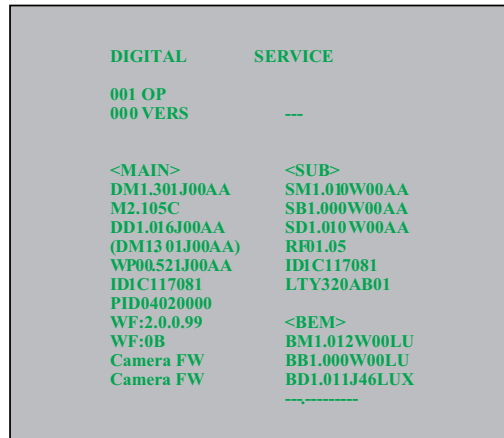 DIGITAL SERVICE
001 OP
000 VERS ---
<MAIN> <SUB>
DM1.301J00AA SM1.010W00AA
M2.105C SB1.000W00AA
DD1.016J00AA SD1.010W00AA
(DM1301J00AA) RF01.05
WP00.521J00AA ID1C117081
ID1C117081 LTY320AB01
PID04020000
WF:2.0.0.99 <BEM>
WF:0B BM1.012W00LU
Camera FW BB1.000W00LU
Camera FW BD1.011J46LUX
---.---------